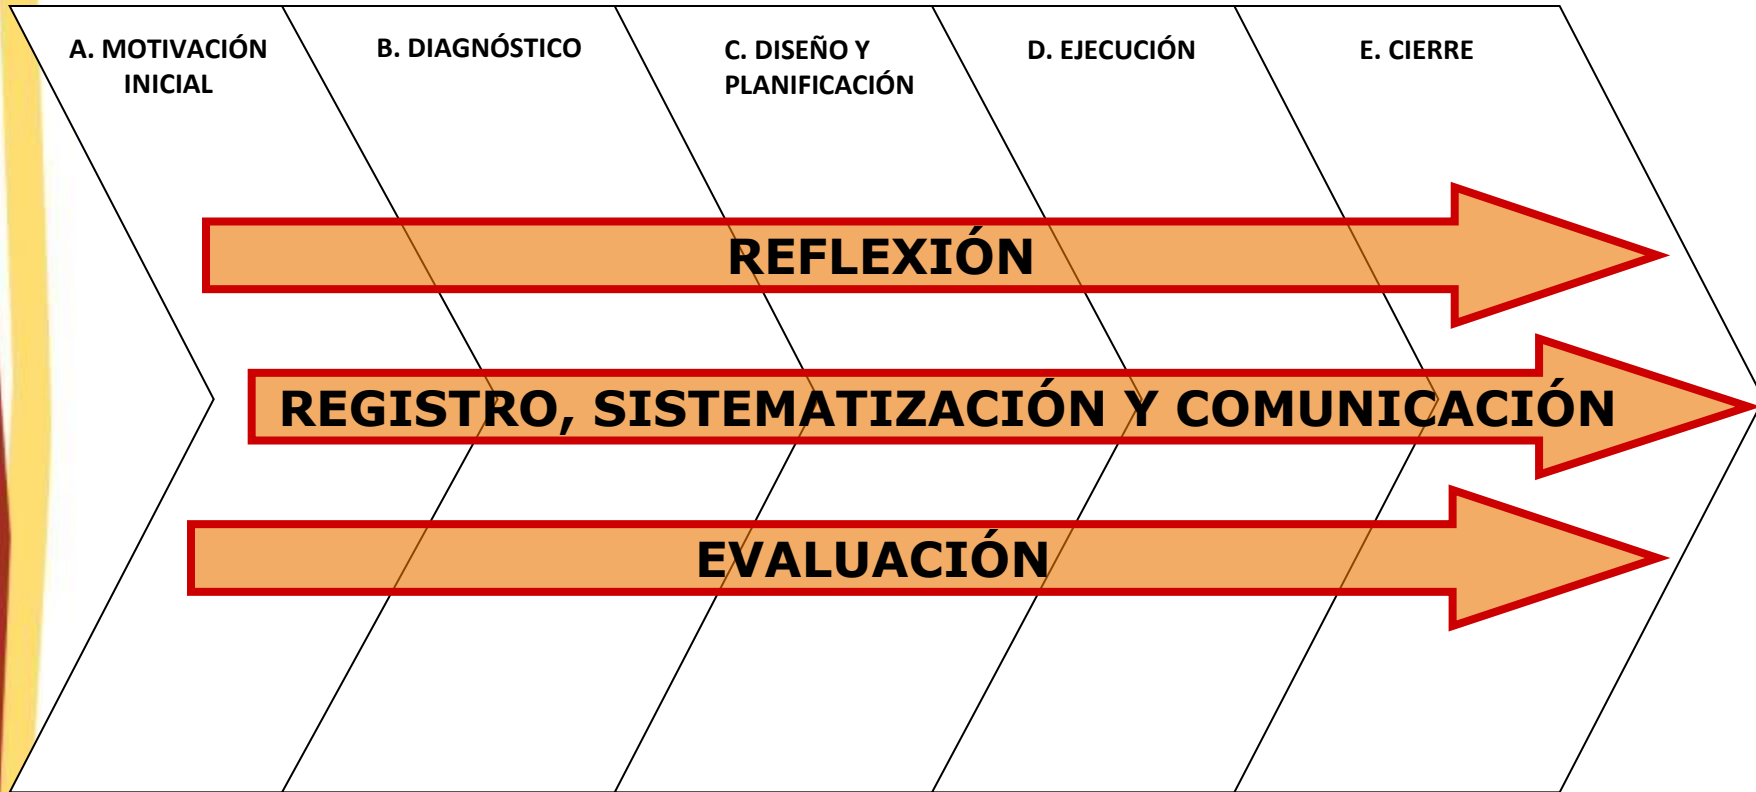 A. MOTIVACIÓN
INICIAL
B. DIAGNÓSTICO
C. DISEÑO Y
PLANIFICACIÓN
D. EJECUCIÓN
E. CIERRE
REFLEXIÓN
REGISTRO, SISTEMATIZACIÓN Y COMUNICACIÓN
EVALUACIÓN